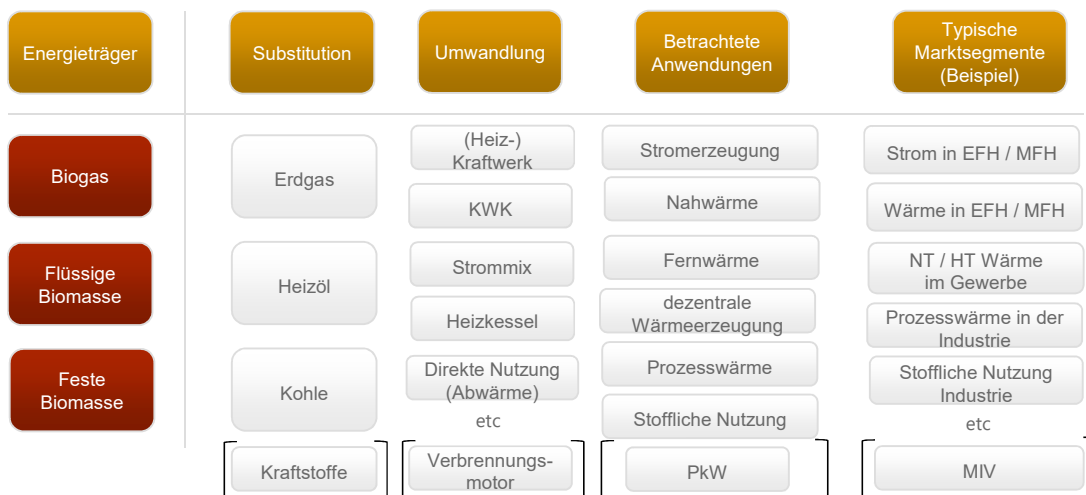 Energieträger
Substitution
Umwandlung
Betrachtete
Anwendungen
Typische
Marktsegmente
(Beispiel)
Biogas
Erdgas
(Heiz-)
Kraftwerk
KWK
Stromerzeugung
Nahwärme
Strom in EFH / MFH
Wärme in EFH / MFH
Flüssige
Biomasse
Heizöl
Strommix
Heizkessel
Fernwärme
dezentrale
Wärmeerzeugung
NT / HT Wärme
im Gewerbe
Prozesswärme in der
Industrie
Feste
Biomasse
Kohle
Direkte Nutzung
(Abwärme)
etc
Prozesswärme
Stoffliche Nutzung
Stoffliche Nutzung
Industrie
etc
Kraftstoffe
Verbrennungs-
motor
PkW
MIV